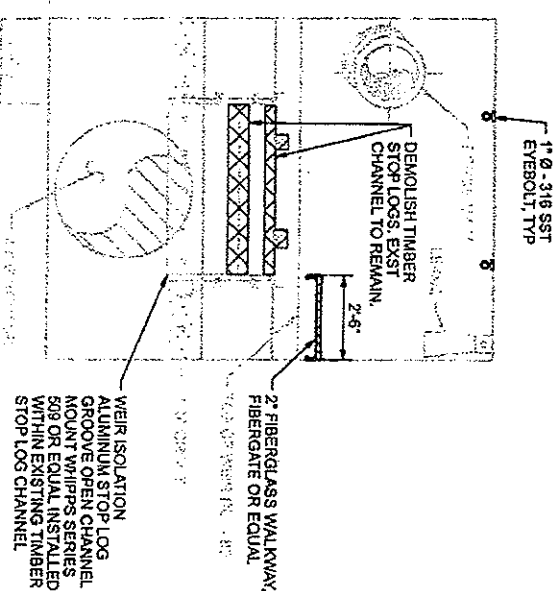 1" Ø - 316 SST
EYEBOLT, TYP
DEMOLISH TIMBER
STOP LOGS. EXST
CHANNEL TO REMAIN.
2'-6"
2" FIBERGLASS WALKWAY,
FIBERGATE OR EQUAL
WEIR ISOLATION
ALUMINUM STOP LOG
GROOVE OPEN CHANNEL
MOUNT WHIPPS SERIES
509 OR EQUAL INSTALLED
WITHIN EXISTING TIMBER
STOP LOG CHANNEL